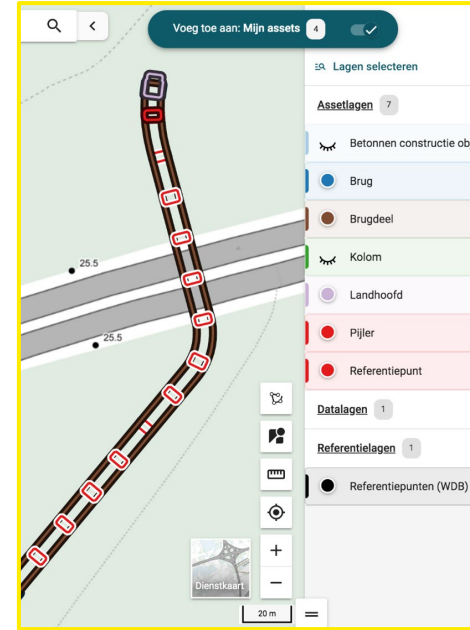 Voeg toe aan: Mijn assets 4
Lagen selecteren
Assetlagen 7
Betonnen constructie ob
Brug
Brugdeel
Kolom
Landhoofd
Pijler
Referentiepunt
Datalagen 1
Referentielagen 1
Referentiepunten (WDB)
25.5
25.5
Dienstkaart
20 m